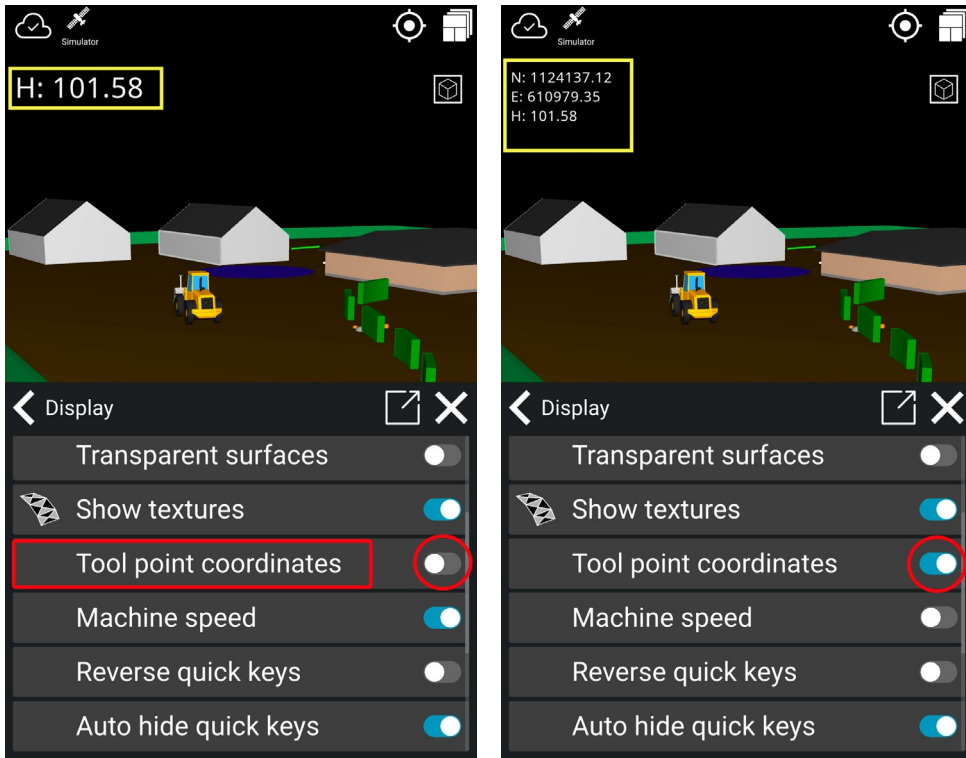 Simulator
H: 101.58
Display
Transparent surfaces
Show textures
Tool point coordinates
Machine speed
Reverse quick keys
Auto hide quick keys
Simulator
N: 1124137.12
E: 610979.35
H: 101.58
Display
Transparent surfaces
Show textures
Tool point coordinates
Machine speed
Reverse quick keys
Auto hide quick keys